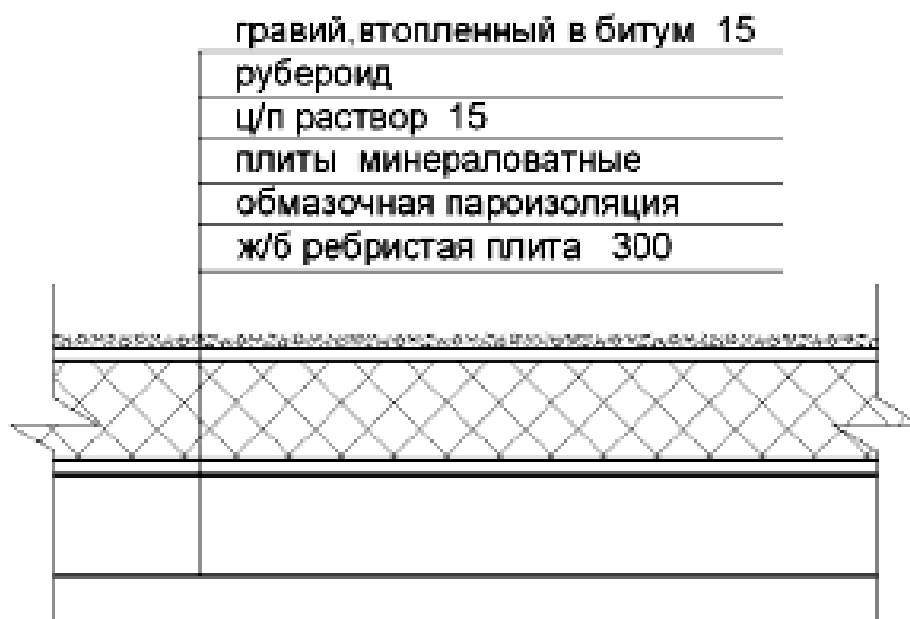 гравий,втопленный в битум 15
рубероид
ц/п раствор 15
плиты минераловатные
обмазочная пароизоляция
ж/б ребристая плита 300